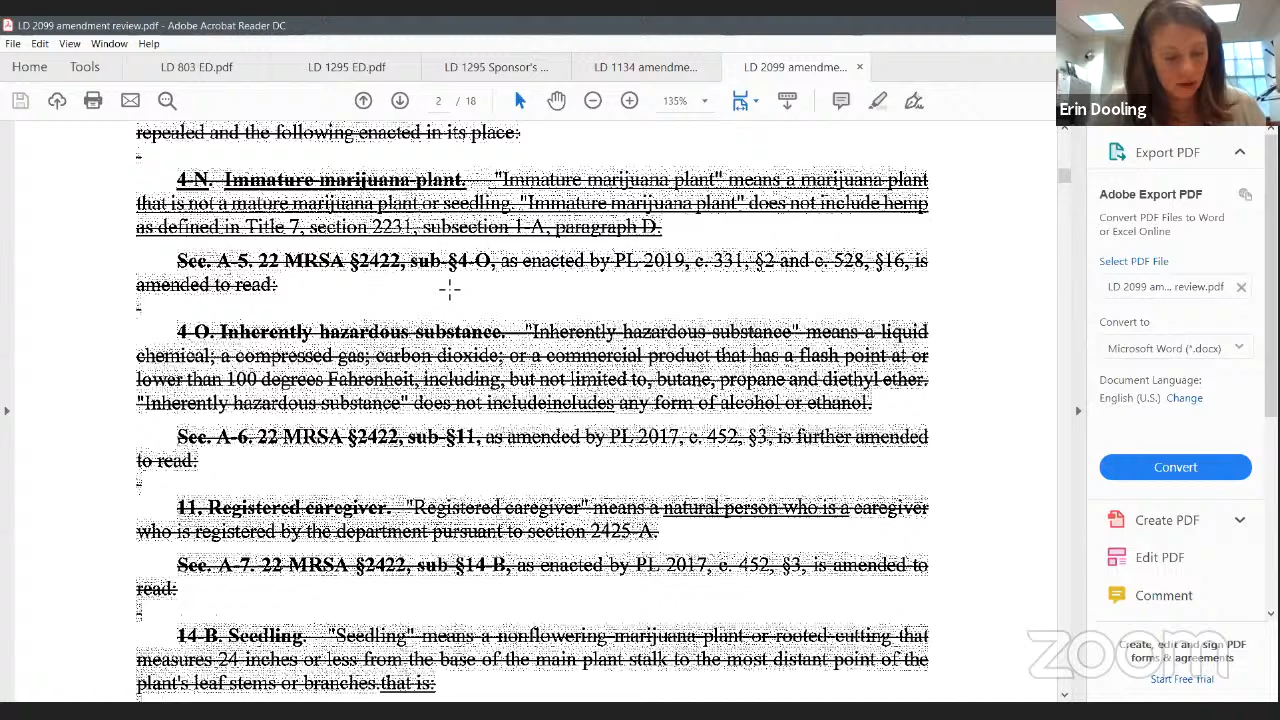 LD 2099 amendment review.pdf - Adobe Acrobat Reader DC
File Edit View Window Help
Home Tools LD 803 ED.pdf LD 1295 ED.pdf LD 1295 Sponsor's ... LD 1134 amendme... LD 2099 amendme... ×
2 / 18 135%
repealed and the following enacted in its place:
4-N. Immature marijuana plant. "Immature marijuana plant" means a marijuana plant
that is not a mature marijuana plant or seedling. "Immature marijuana plant" does not include hemp
as defined in Title 7, section 2231, subsection 1-A, paragraph D.
Sec. A-5. 22 MRSA §2422, sub-§4-O, as enacted by PL 2019, c. 331, §2 and c. 528, §16, is
amended to read:
4-O. Inherently hazardous substance. "Inherently hazardous substance" means a liquid
chemical; a compressed gas; carbon dioxide; or a commercial product that has a flash point at or
lower than 100 degrees Fahrenheit, including, but not limited to, butane, propane and diethyl ether.
"Inherently hazardous substance" does not includeincludes any form of alcohol or ethanol.
Sec. A-6. 22 MRSA §2422, sub-§11, as amended by PL 2017, c. 452, §3, is further amended
to read:
11. Registered caregiver. "Registered caregiver" means a natural person who is a caregiver
who is registered by the department pursuant to section 2425-A.
Sec. A-7. 22 MRSA §2422, sub §14-B, as enacted by PL 2017, c. 452, §3, is amended to
read:
14-B. Seedling. "Seedling" means a nonflowering marijuana plant or rooted cutting that
measures 24 inches or less from the base of the main plant stalk to the most distant point of the
plant's leaf stems or branches.that is:
Erin Dooling
Export PDF
Adobe Export PDF
Convert PDF Files to Word
or Excel Online
Select PDF File
LD 2099 am... review.pdf
Convert to
Microsoft Word (*.docx)
Document Language:
English (U.S.) Change
Convert
Create PDF
Edit PDF
Comment
Create, edit and sign PDF
forms & agreements
Start Free Trial
zoom